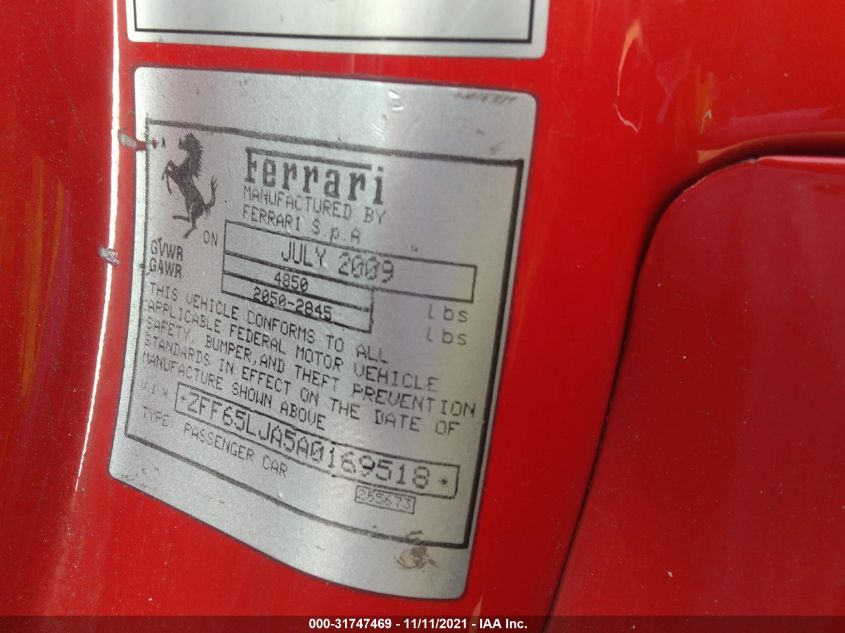 Ferrari
MANUFACTURED BY
FERRARI S.p.A
ON JULY 2009
GVWR 4850 lbs
GAWR 2050-2845 lbs
THIS VEHICLE CONFORMS TO ALL
APPLICABLE FEDERAL MOTOR VEHICLE
SAFETY, BUMPER, AND THEFT PREVENTION
STANDARDS IN EFFECT ON THE DATE OF
MANUFACTURE SHOWN ABOVE
V.I.N *ZFF65LJA5A0169518*
TYPE: PASSENGER CAR
255673
000-31747469 - 11/11/2021 - IAA Inc.